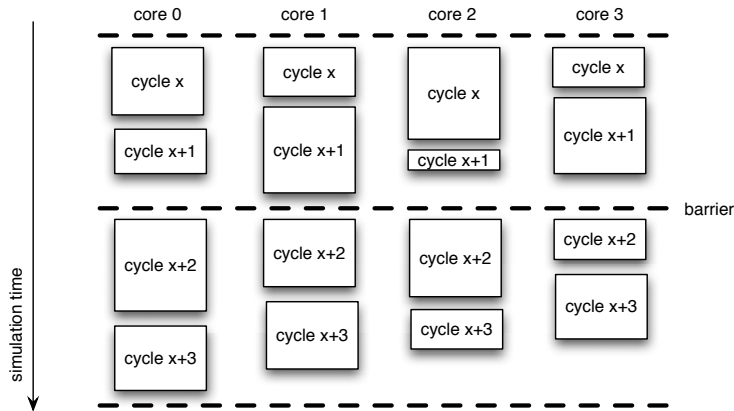 core 0 core 1 core 2 core 3
cycle x cycle x cycle x cycle x
cycle x+1 cycle x+1 cycle x+1 cycle x+1
barrier
cycle x+2 cycle x+2 cycle x+2 cycle x+2
cycle x+3 cycle x+3 cycle x+3 cycle x+3
simulation time